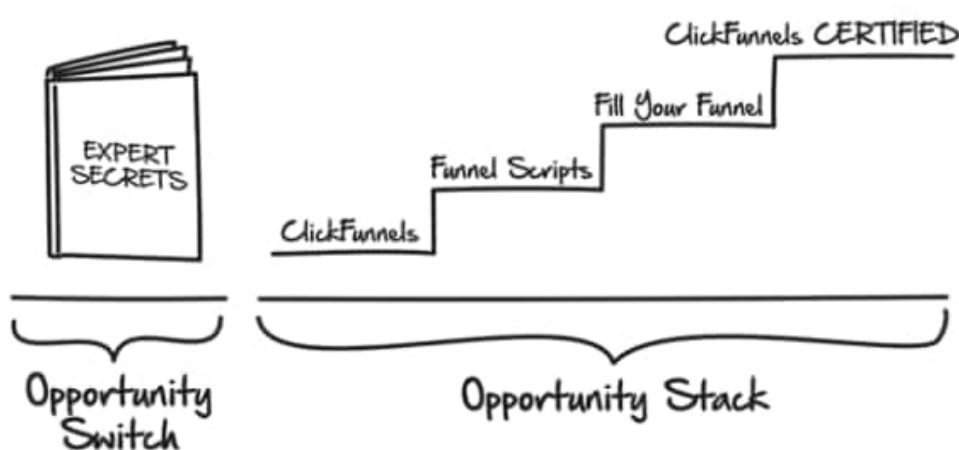 EXPERT
SECRETS
ClickFunnels
Funnel Scripts
Fill Your Funnel
ClickFunnels CERTIFIED
Opportunity
Switch
Opportunity Stack